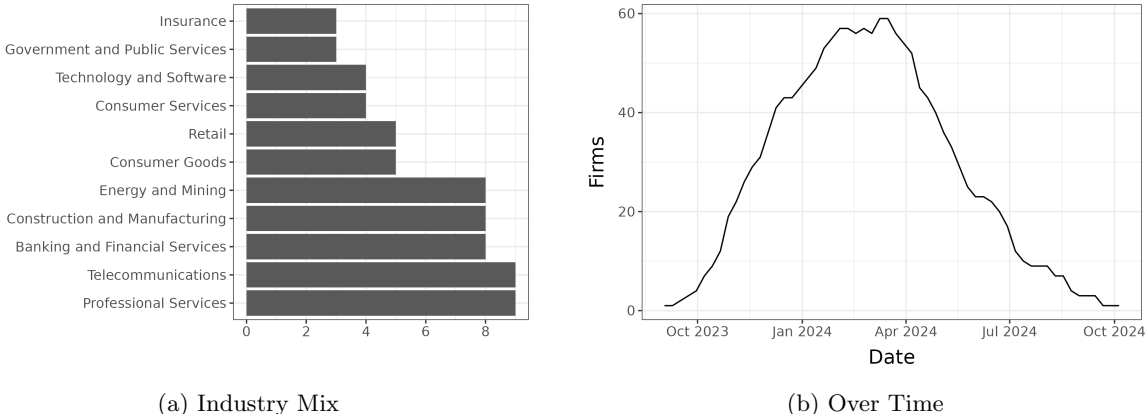 Insurance
Government and Public Services
Technology and Software
Consumer Services
Retail
Consumer Goods
Energy and Mining
Construction and Manufacturing
Banking and Financial Services
Telecommunications
Professional Services
0 2 4 6 8
(a) Industry Mix
60
40
20
0
Firms
Oct 2023 Jan 2024 Apr 2024 Jul 2024 Oct 2024
Date
(b) Over Time